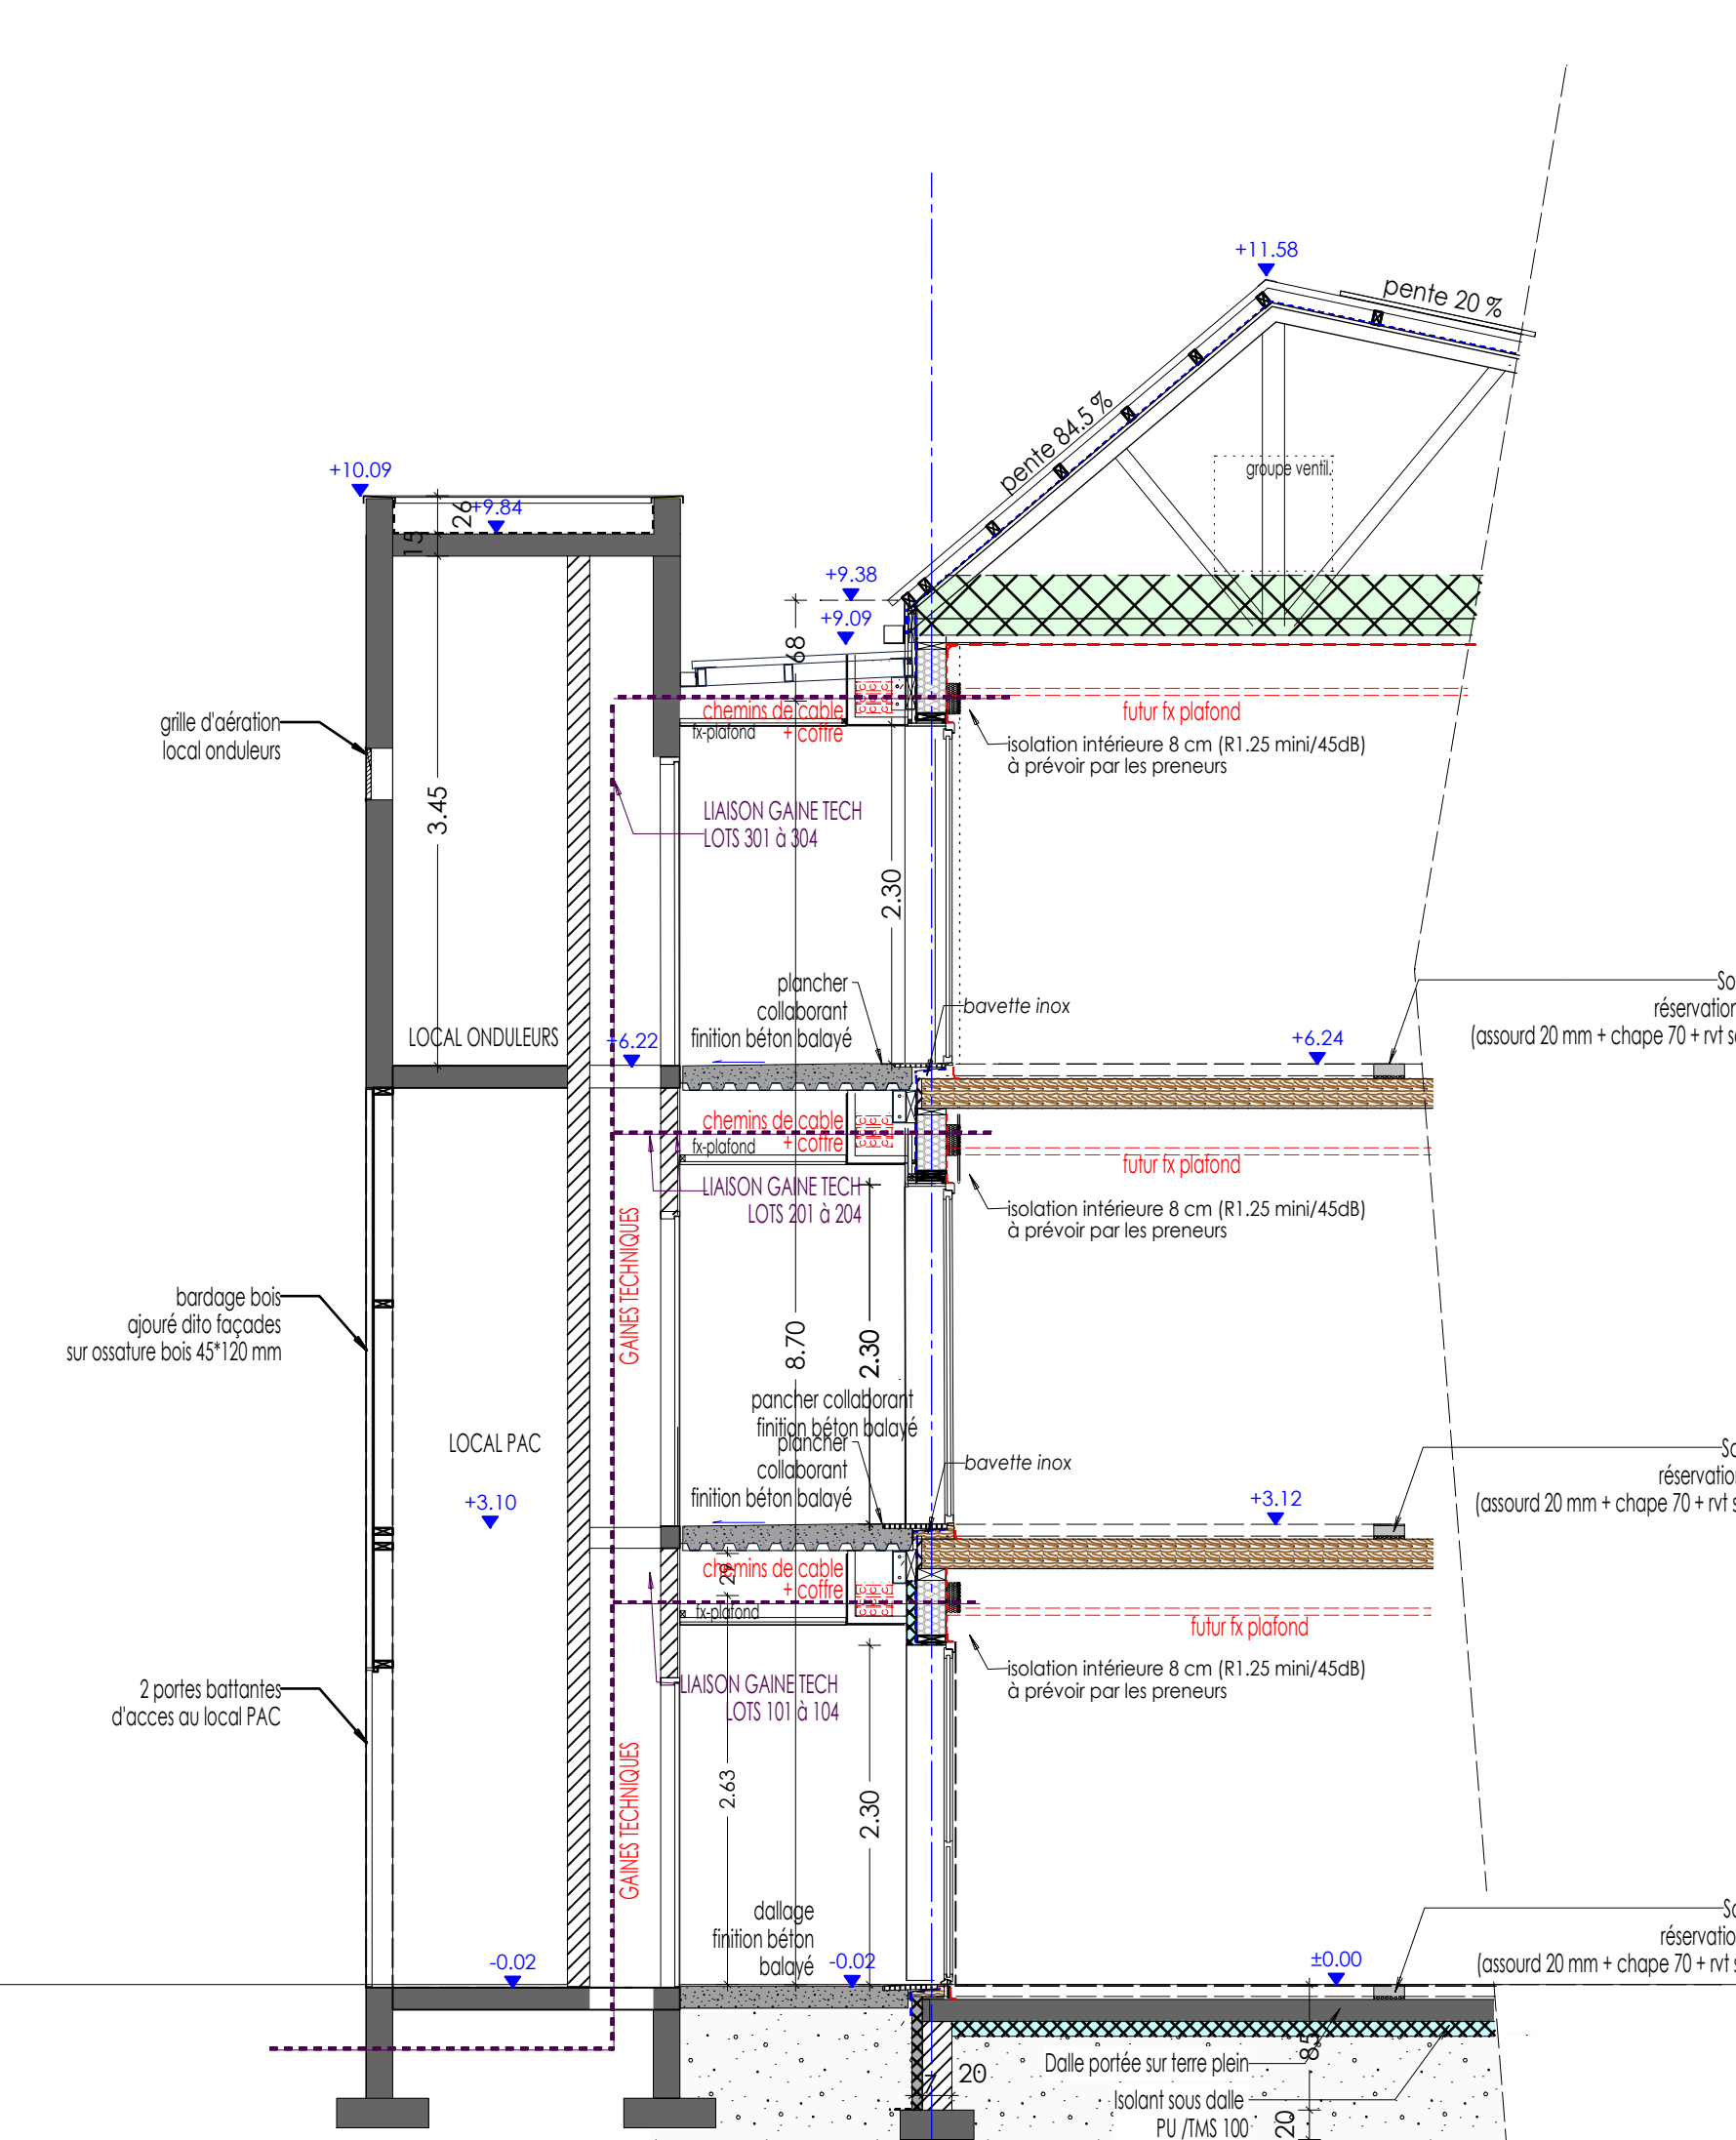 +11.58
pente 20 %
pente 84.5 %
groupe ventil.
+10.09
+9.84
26
15
+9.38
+9.09
68
chemins de cable
+ coffre
fx-plafond
futur fx plafond
isolation intérieure 8 cm (R1.25 mini/45dB)
à prévoir par les preneurs
grille d'aération
local onduleurs
3.45
LIAISON GAINE TECH
LOTS 301 à 304
2.30
plancher
collaborant
finition béton balayé
bavette inox
LOCAL ONDULEURS
+6.22
+6.24
réservation
(assourd 20 mm + chape 70 + rvt
chemins de cable
+ coffre
fx-plafond
futur fx plafond
LIAISON GAINE TECH
LOTS 201 à 204
isolation intérieure 8 cm (R1.25 mini/45dB)
à prévoir par les preneurs
GAINES TECHNIQUES
bardage bois
ajouré dito façades
sur ossature bois 45*120 mm
8.70
2.30
pancher collaborant
finition béton balayé
plancher
collaborant
finition béton balayé
bavette inox
LOCAL PAC
+3.10
+3.12
réservation
(assourd 20 mm + chape 70 + rvt
chemins de cable
+ coffre
29
fx-plafond
futur fx plafond
isolation intérieure 8 cm (R1.25 mini/45dB)
à prévoir par les preneurs
LIAISON GAINE TECH
LOTS 101 à 104
2 portes battantes
d'acces au local PAC
GAINES TECHNIQUES
2.63
2.30
dallage
finition béton
balayé
-0.02
-0.02
±0.00
(assourd 20 mm + chape 70 + rvt
85
Dalle portée sur terre plein
7
20
Isolant sous dalle
PU /TMS 100
20